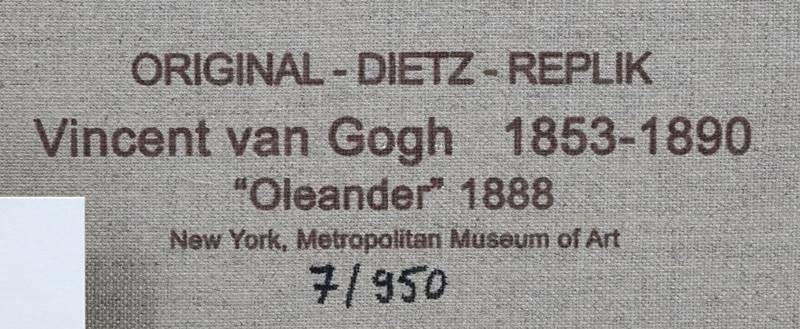 ORIGINAL - DIETZ - REPLIK
Vincent van Gogh 1853-1890
“Oleander” 1888
New York, Metropolitan Museum of Art
7/950